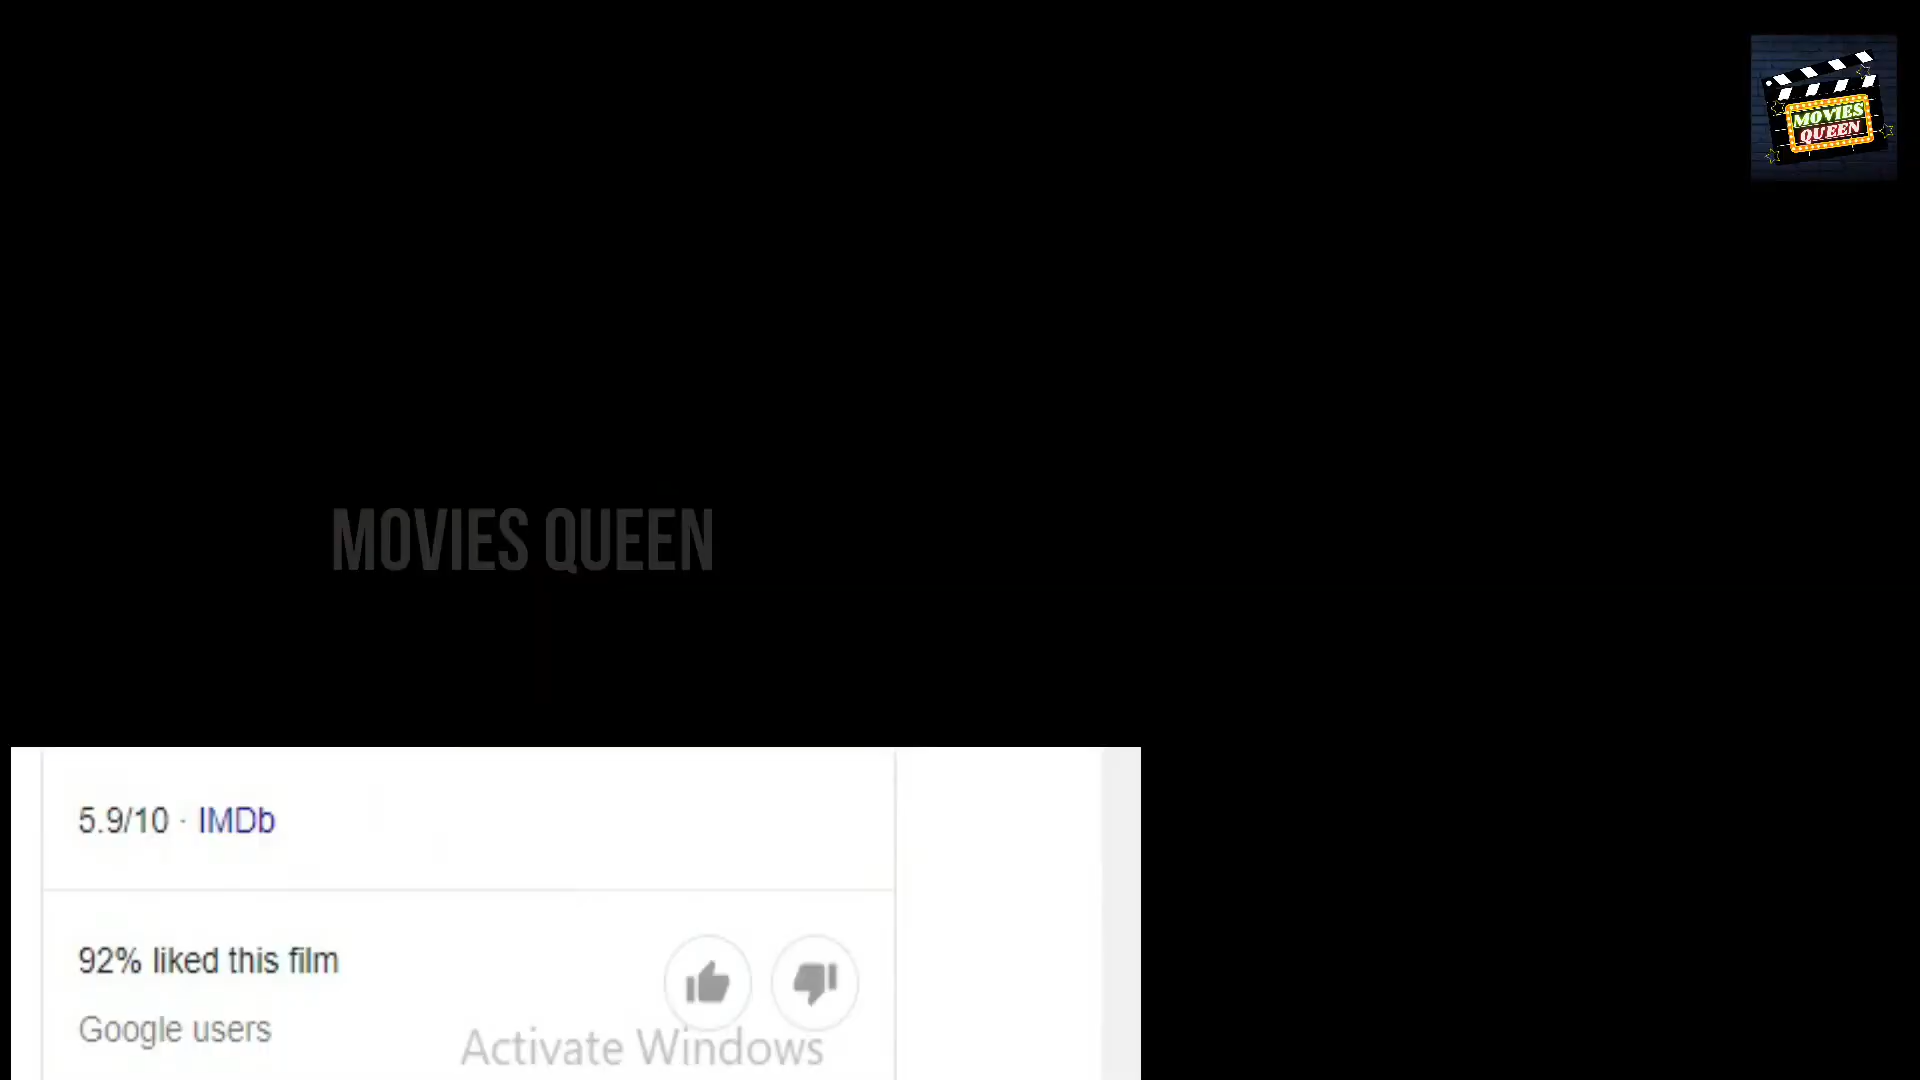 MOVIES
QUEEN
MOVIES QUEEN
5.9/10 · IMDb
92% liked this film
Google users
Activate Windows